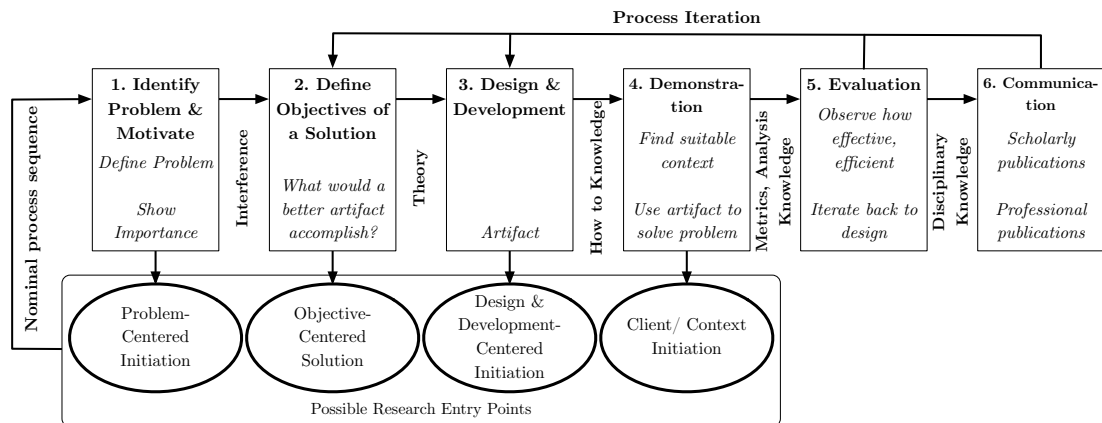 Process Iteration
Nominal process sequence
1. Identify
Problem &
Motivate
Define Problem
Show
Importance
Interference
2. Define
Objectives of
a Solution
What would a
better artifact
accomplish?
Theory
3. Design &
Development
Artifact
How to Knowledge
4. Demonstra-
tion
Find suitable
context
Use artifact to
solve problem
Metrics, Analysis
Knowledge
5. Evaluation
Observe how
effective,
efficient
Iterate back to
design
Disciplinary
Knowledge
6. Communica-
tion
Scholarly
publications
Professional
publications
Problem-
Centered
Initiation
Objective-
Centered
Solution
Design &
Development-
Centered
Initiation
Client/ Context
Initiation
Possible Research Entry Points